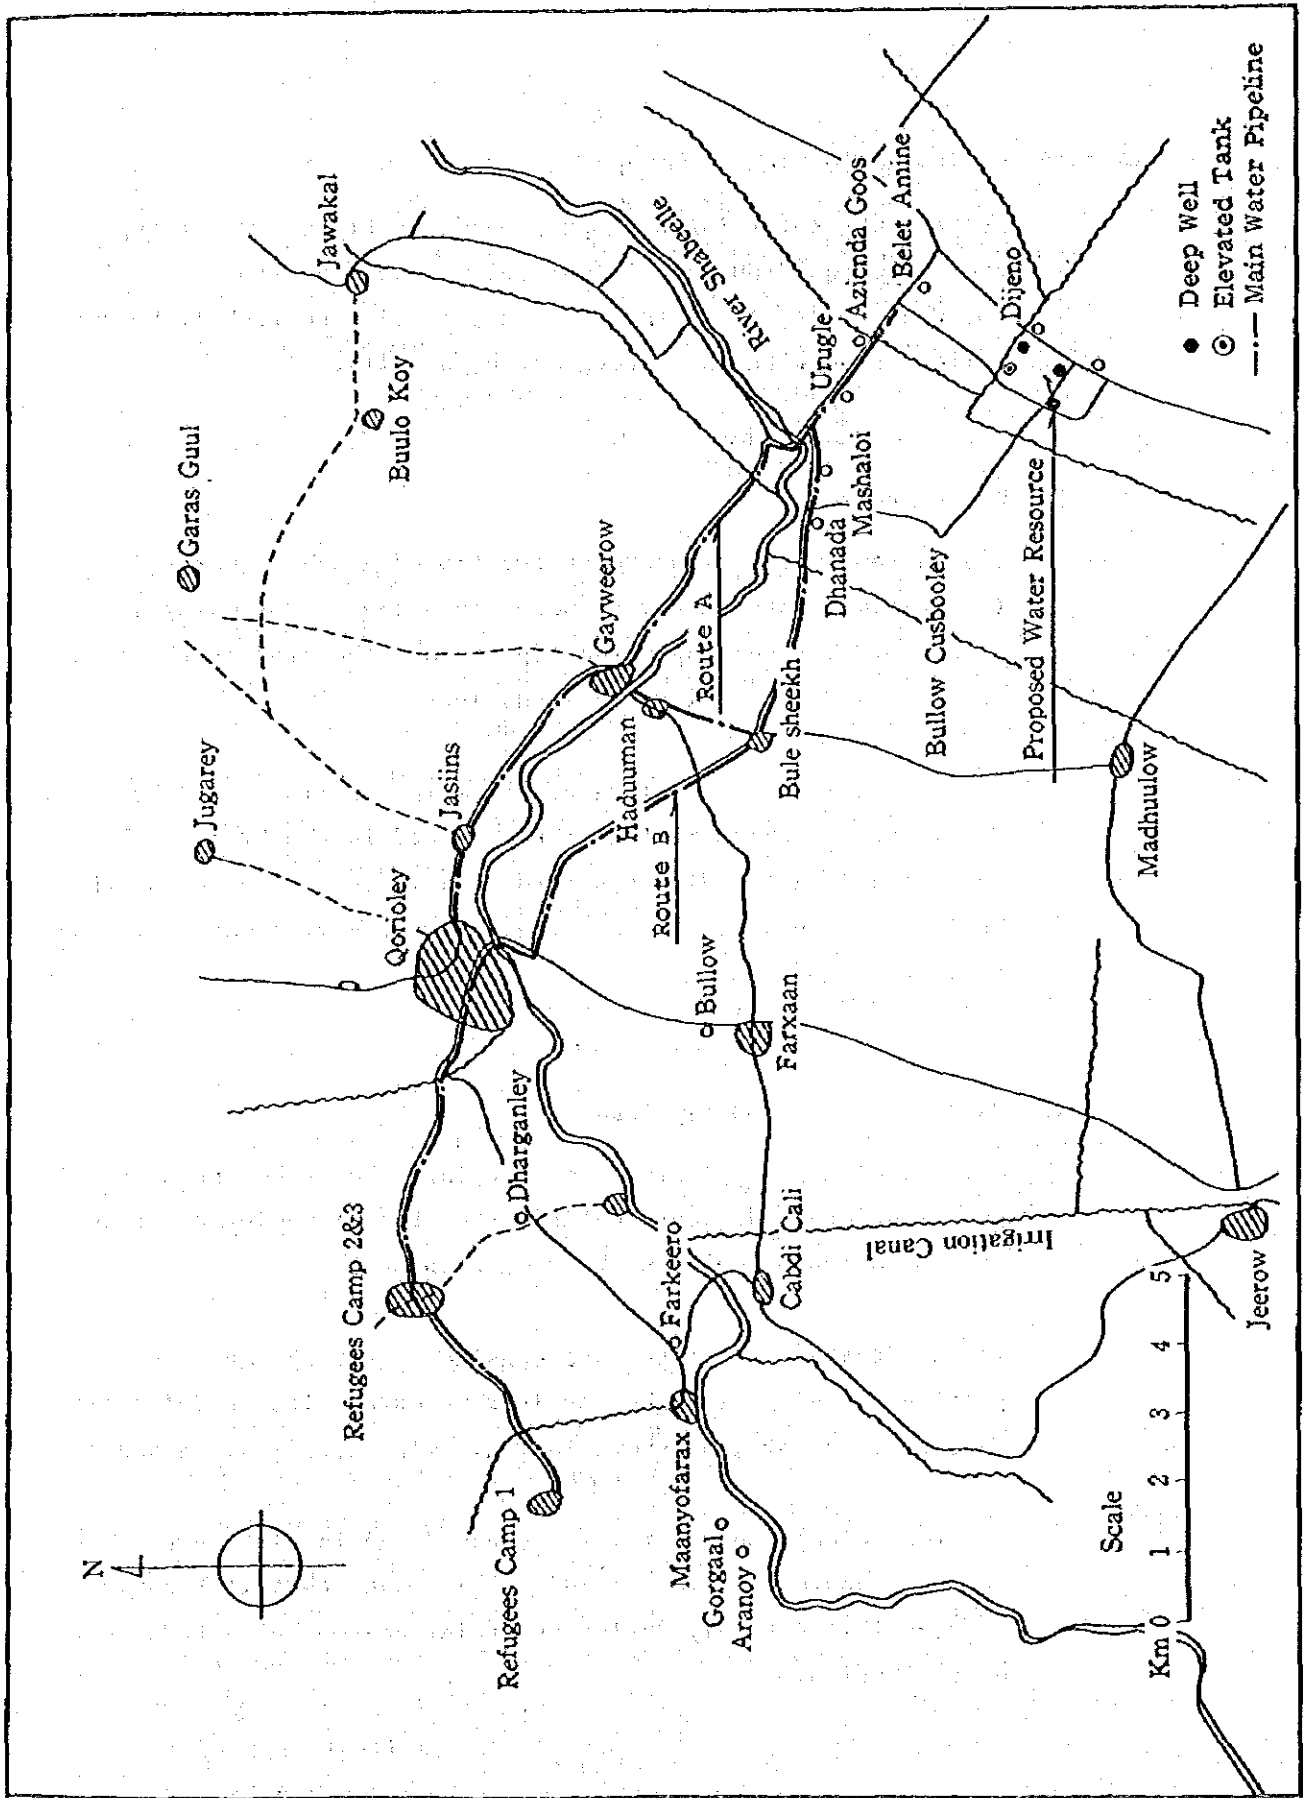 N
Jugarey
Garas Guul
Jawakal
Buulo Koy
Refugees Camp 2&3
Qorioley
Jasiins
Gayweerow
River Shabeelle
Refugees Camp 1
Dharganley
Haduuman
Route A
Route B
Urugle
Azienda Goos
Belet Amine
Maanyofarax
Farkeero
Bullow
Bule sheekh
Dhanada
Mashaloi
Gorgaal
Aranoy
Cabdi Cali
Farxaan
Bullow Cusbooley
Dijeno
Irrigation Canal
Proposed Water Resource
Madhuulow
Jeerow
Scale
Km 0 1 2 3 4 5
Deep Well
Elevated Tank
Main Water Pipeline